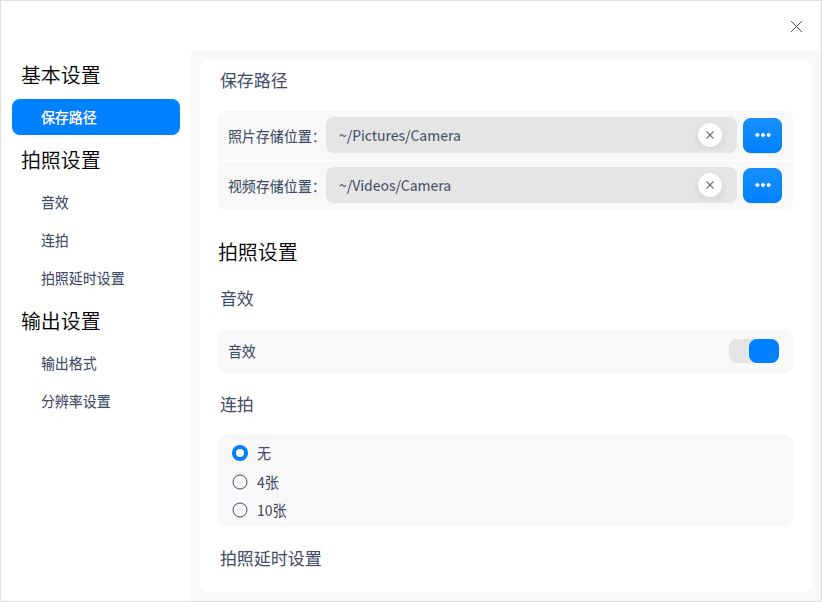 基本设置
保存路径
拍照设置
音效
连拍
拍照延时设置
输出设置
输出格式
分辨率设置
保存路径
照片存储位置： ~/Pictures/Camera
视频存储位置： ~/Videos/Camera
拍照设置
音效
音效
连拍
无
4张
10张
拍照延时设置